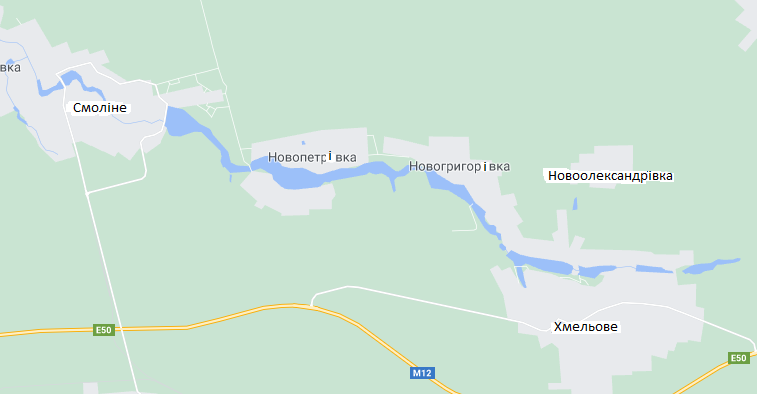 вка
Смоліне
Новопетрівка
Новогригорівка
Новоолександрівка
Хмельове
E50
E50
M12